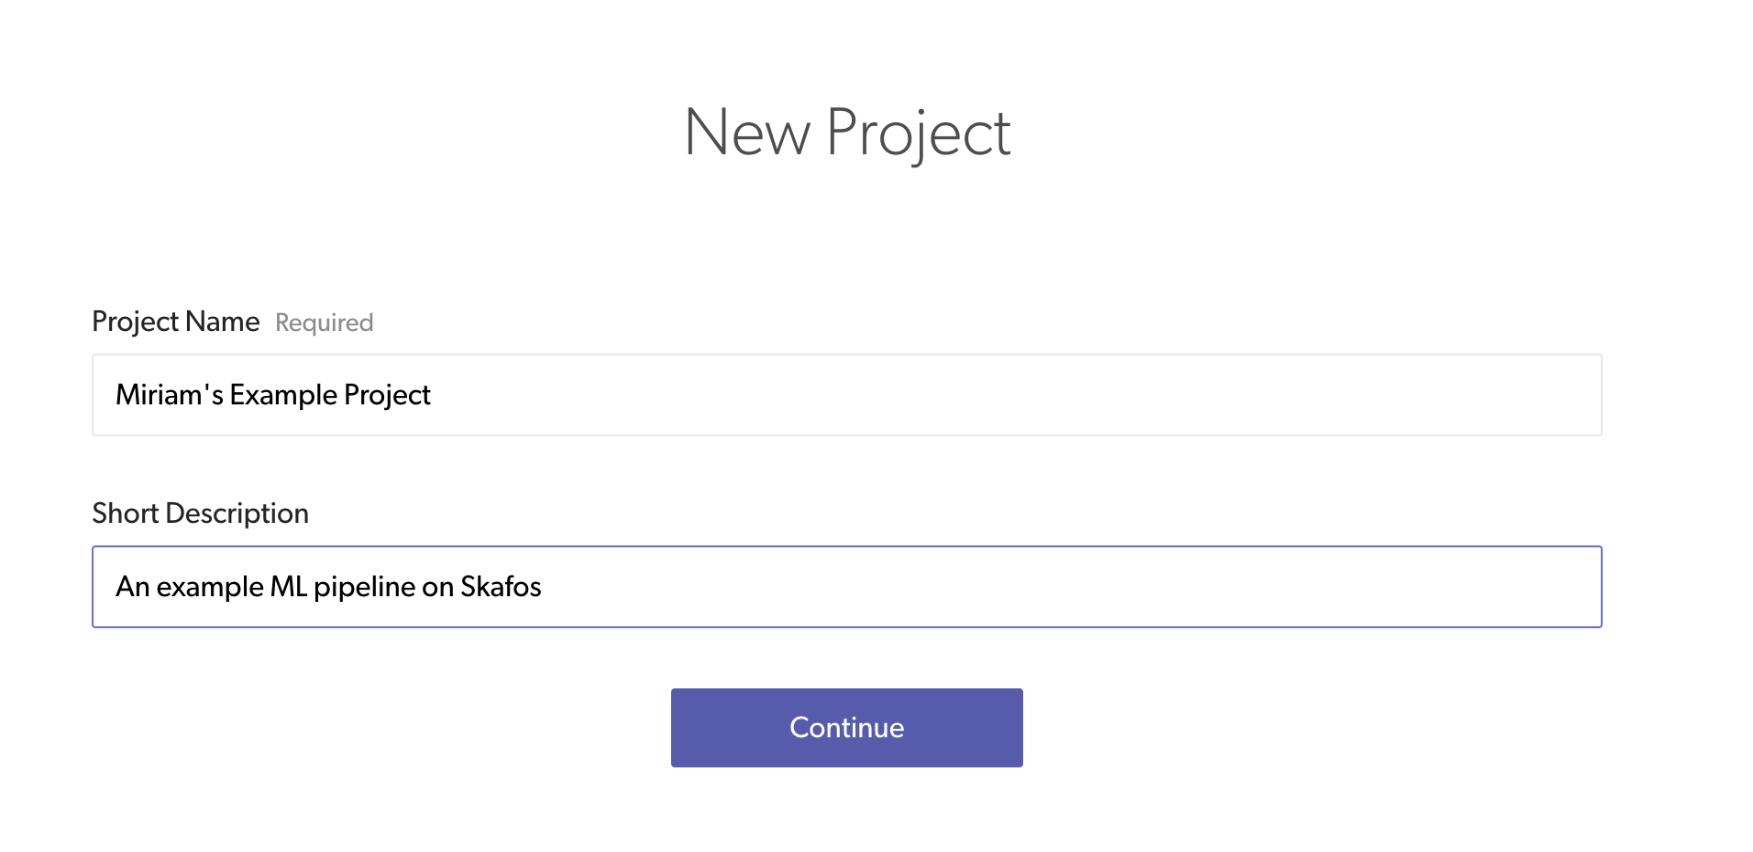 New Project
Project Name Required
Miriam's Example Project
Short Description
An example ML pipeline on Skafos
Continue